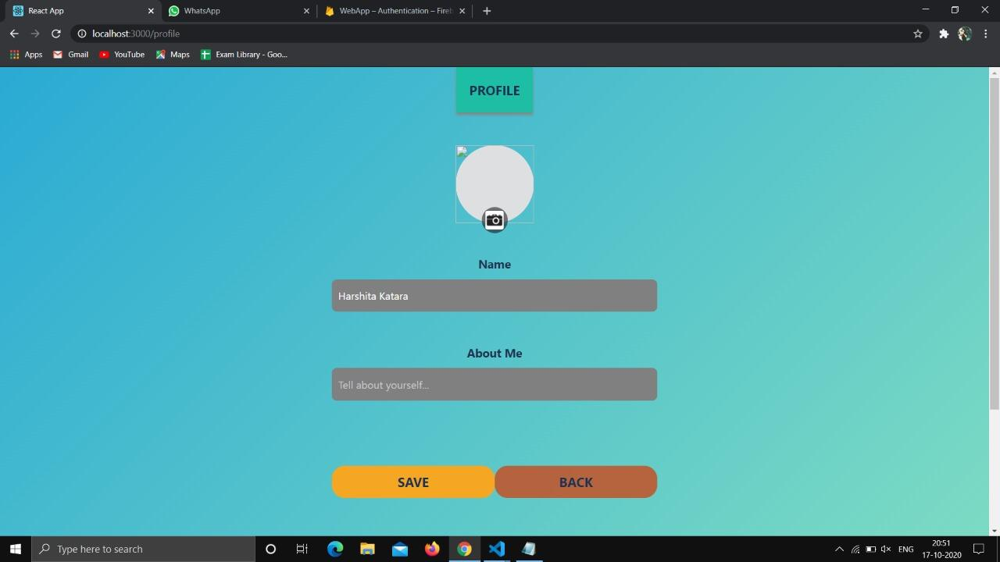 React App
WhatsApp
WebApp – Authentication – Fireb
localhost:3000/profile
Apps
Gmail
YouTube
Maps
Exam Library - Goo...
PROFILE
Name
Harshita Katara
About Me
Tell about yourself...
SAVE
BACK
Type here to search
ENG
20:51
17-10-2020